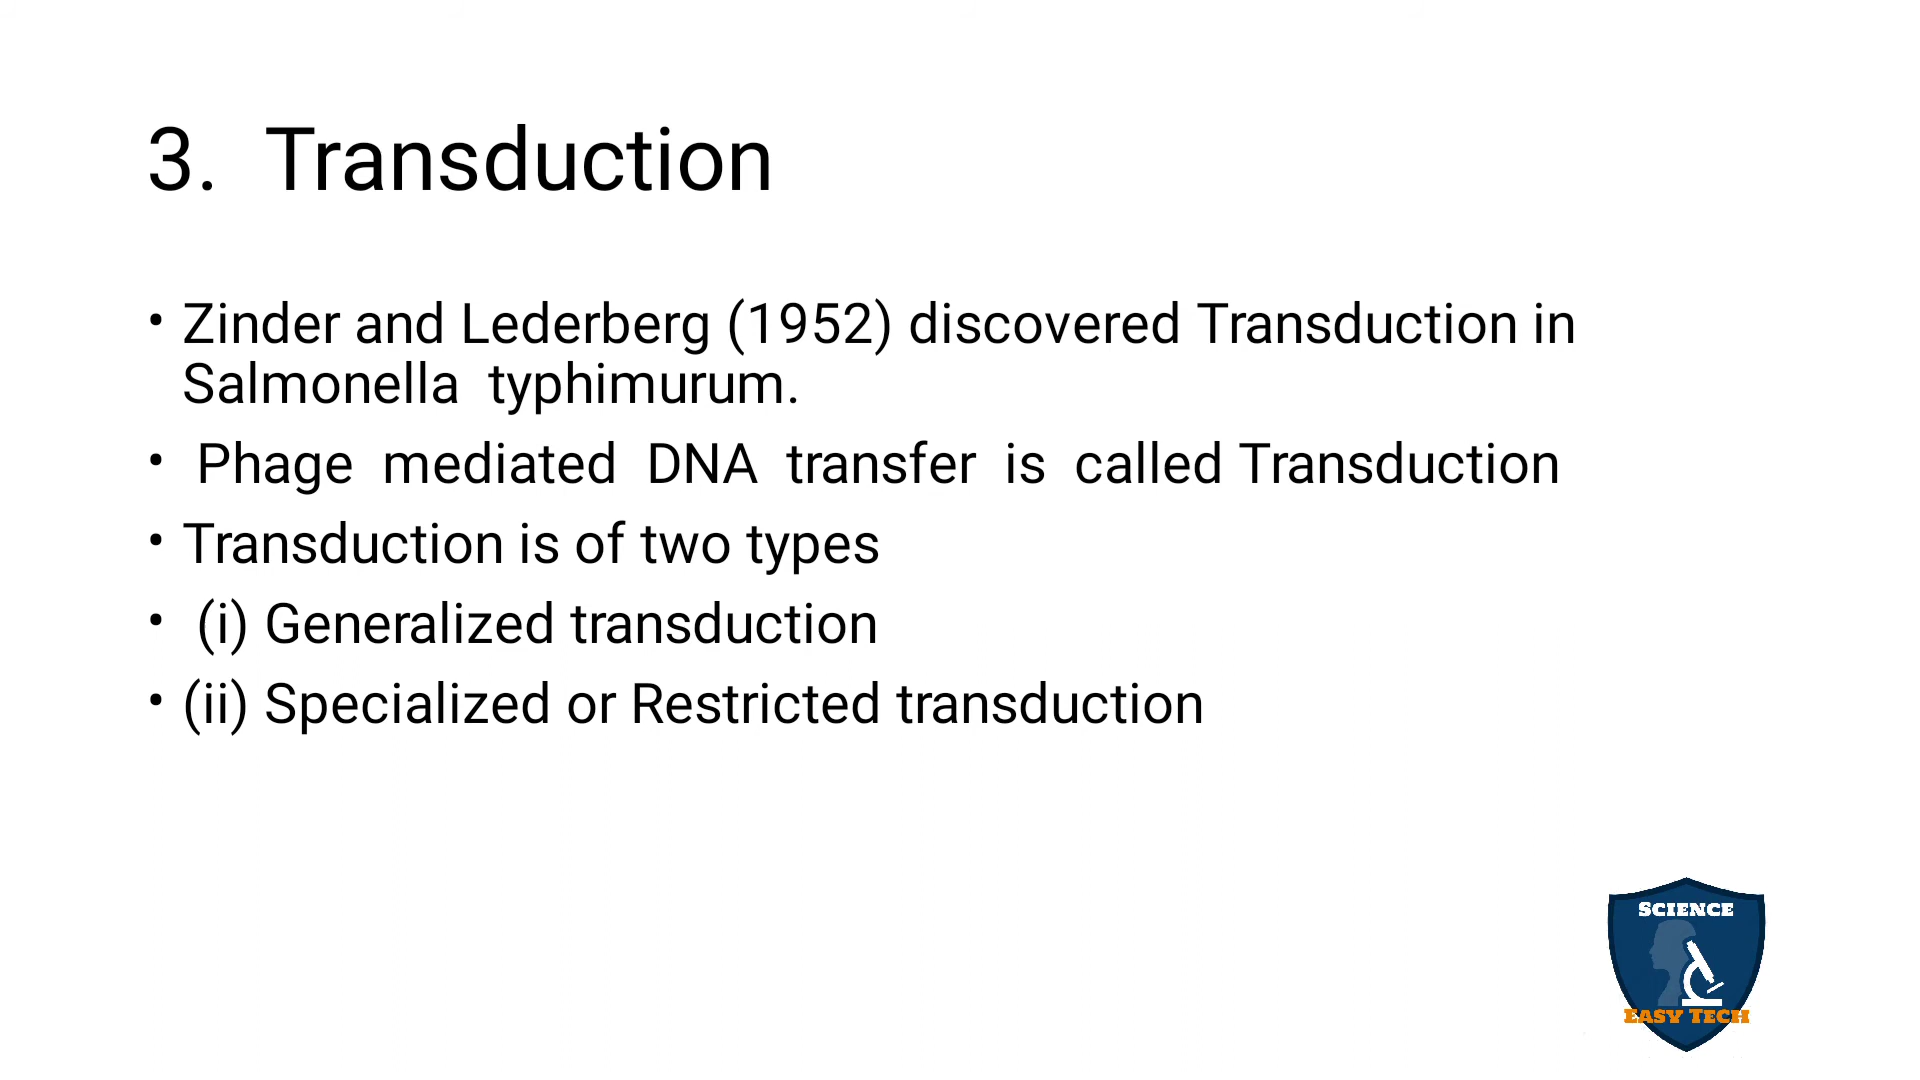 3. Transduction
• Zinder and Lederberg (1952) discovered Transduction in
Salmonella typhimurum.
• Phage mediated DNA transfer is called Transduction
• Transduction is of two types
• (i) Generalized transduction
• (ii) Specialized or Restricted transduction
SCIENCE
EASY TECH